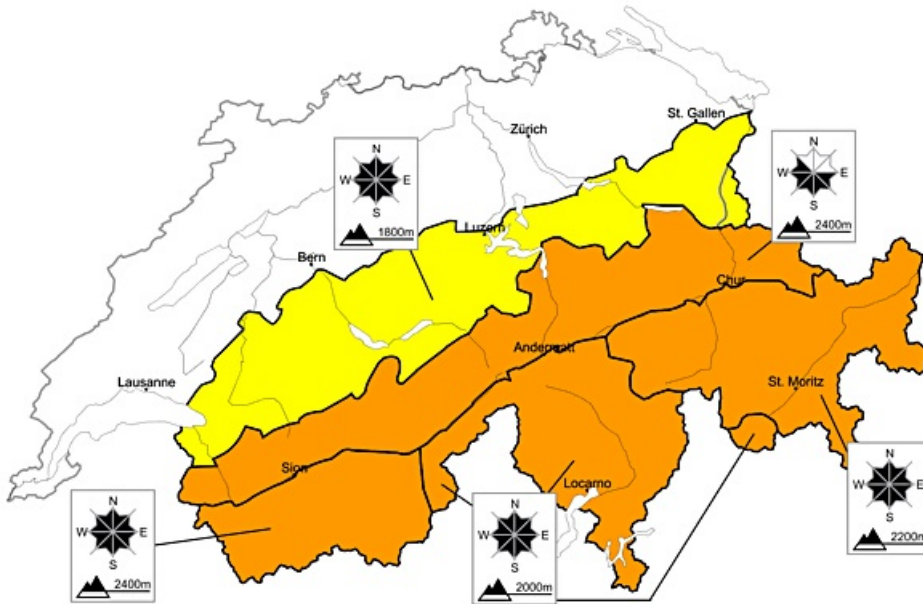 St. Gallen
Zürich
N
W E
S
1800m
N
W E
S
2400m
Luzern
Bern
Chur
Andermatt
Lausanne
St. Moritz
Sion
Locarno
N
W E
S
2200m
N
W E
S
2400m
N
W E
S
2000m